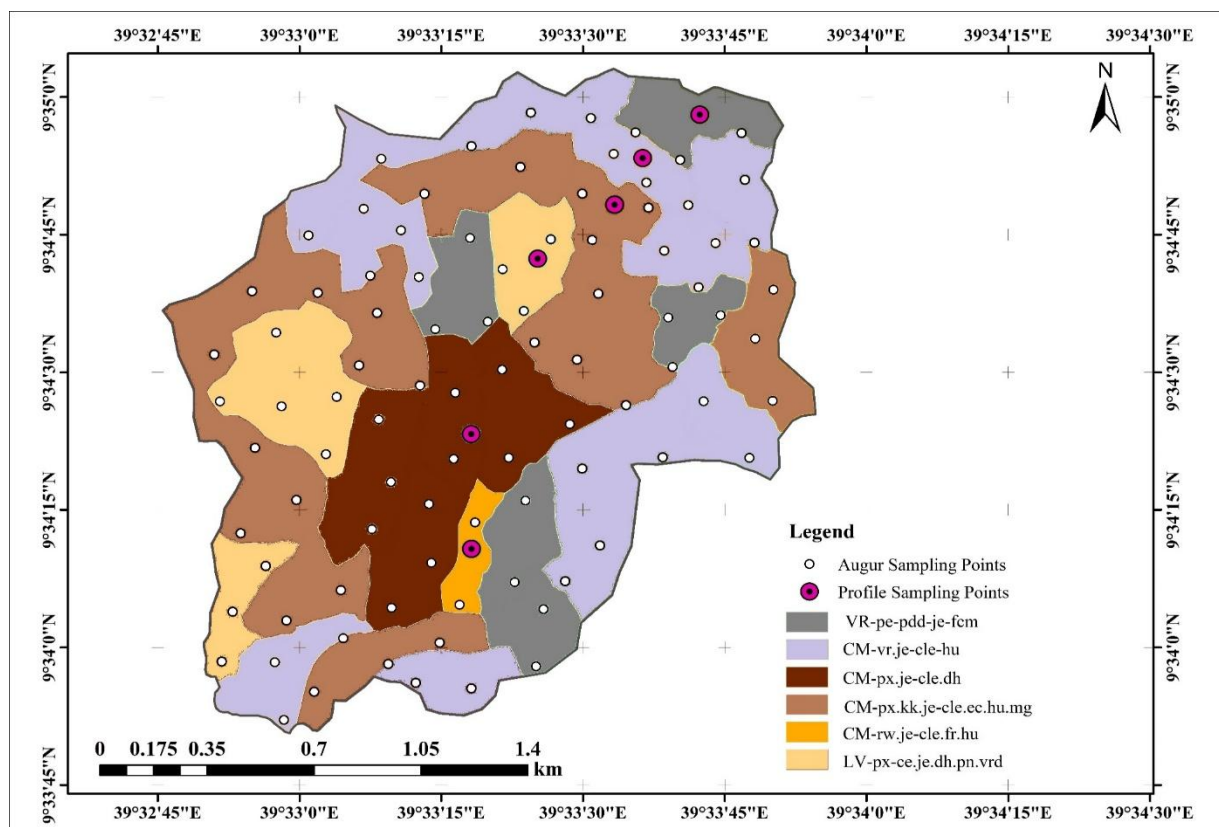 39°32'45"E 39°33'0"E 39°33'15"E 39°33'30"E 39°33'45"E 39°34'0"E 39°34'15"E 39°34'30"E
N
9°35'0"N 9°35'0"N
9°34'45"N 9°34'45"N
9°34'30"N 9°34'30"N
9°34'15"N 9°34'15"N
9°34'0"N 9°34'0"N
9°33'45"N 9°33'45"N
Legend
Augur Sampling Points
Profile Sampling Points
VR-pe-pdd-je-fcm
CM-vr.je-cle-hu
CM-px.je-cle.dh
CM-px.kk.je-cle.ec.hu.mg
CM-rw.je-cle.fr.hu
LV-px-ce.je.dh.pn.vrd
0 0.175 0.35 0.7 1.05 1.4
km
39°32'45"E 39°33'0"E 39°33'15"E 39°33'30"E 39°33'45"E 39°34'0"E 39°34'15"E 39°34'30"E